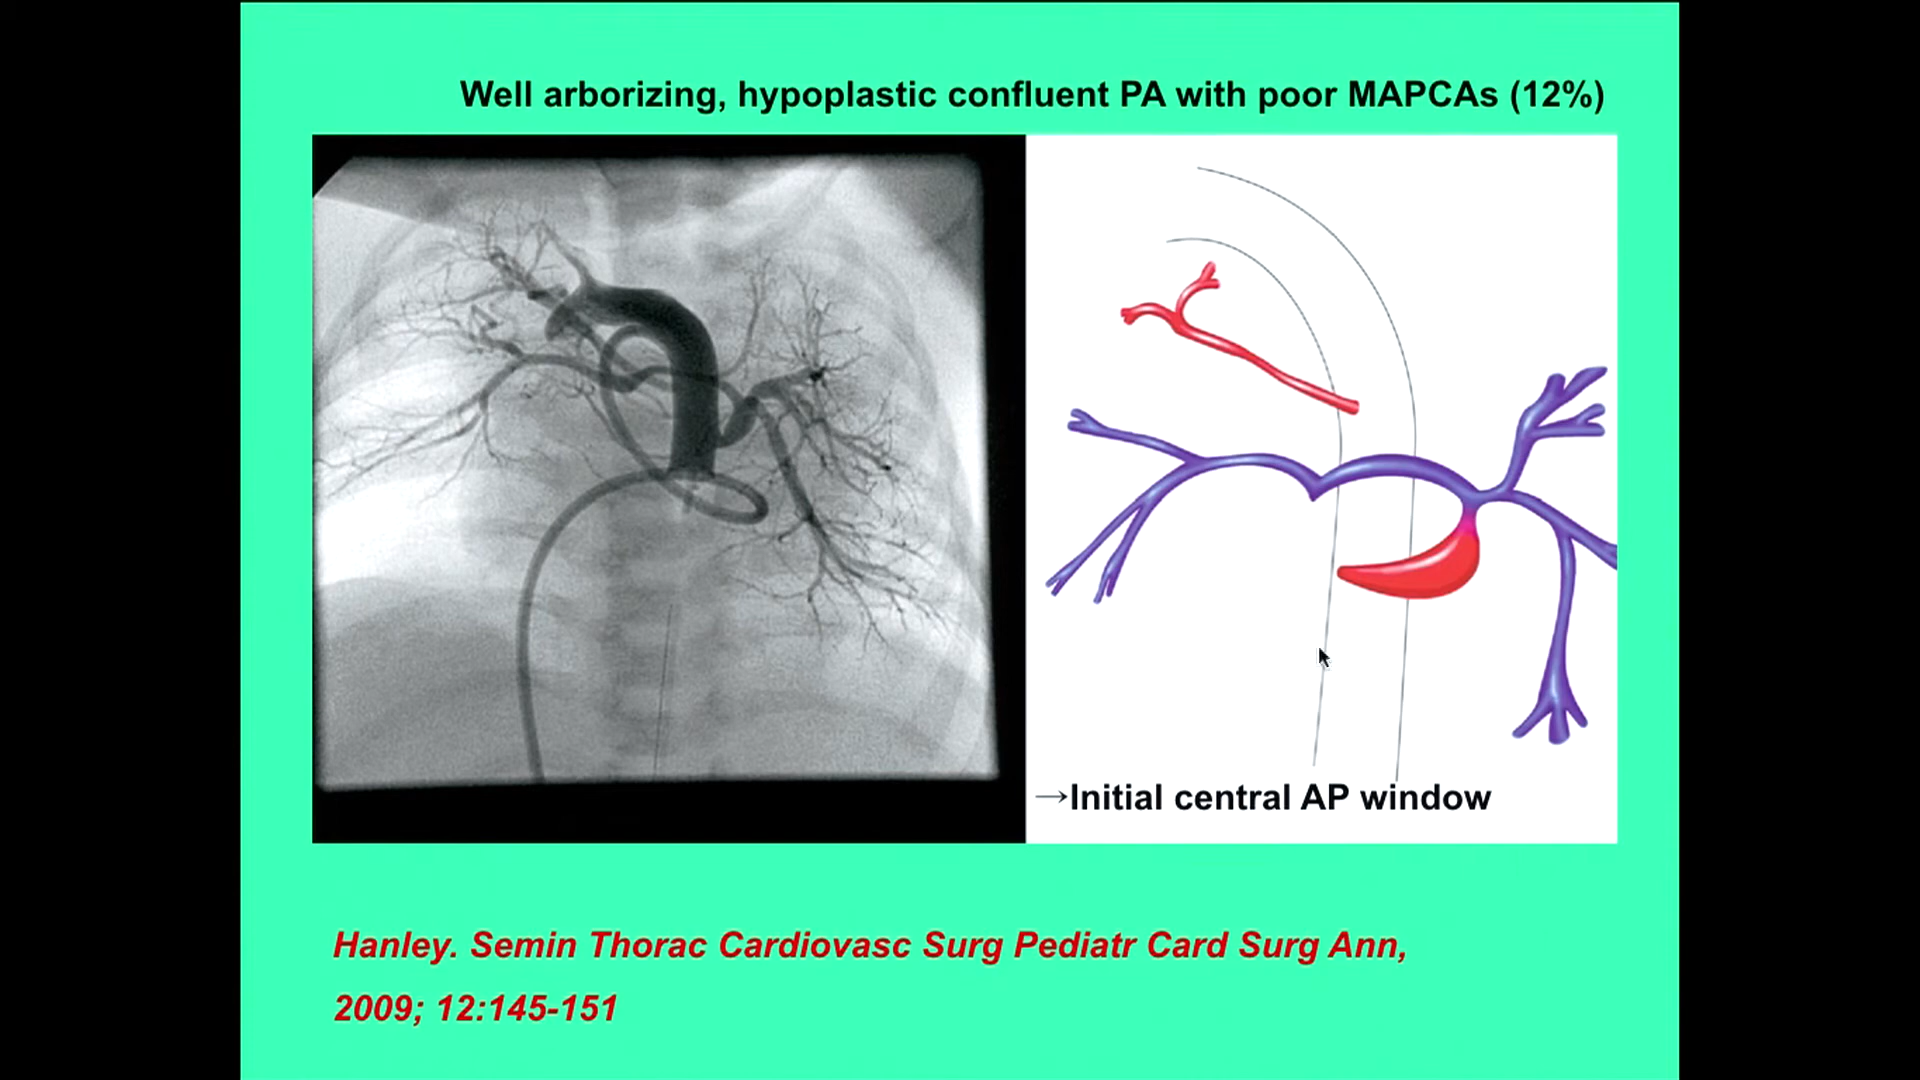 Well arborizing, hypoplastic confluent PA with poor MAPCAs (12%)
→Initial central AP window
Hanley. Semin Thorac Cardiovasc Surg Pediatr Card Surg Ann,
2009; 12:145-151